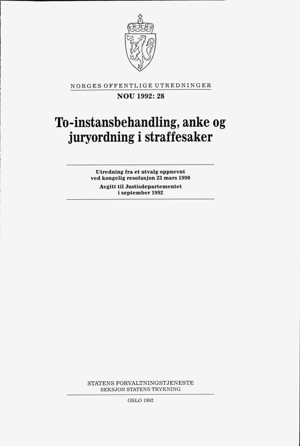 NORGES OFFENTLIGE UTREDNINGER
NOU 1992: 28
To-instansbehandling, anke og
juryordning i straffesaker
Utredning fra et utvalg oppnevnt
ved kongelig resolusjon 23 mars 1990
Avgitt til Justisdepartementet
i september 1992
STATENS FORVALTNINGSTJENESTE
SEKSJON STATENS TRYKNING
OSLO 1992